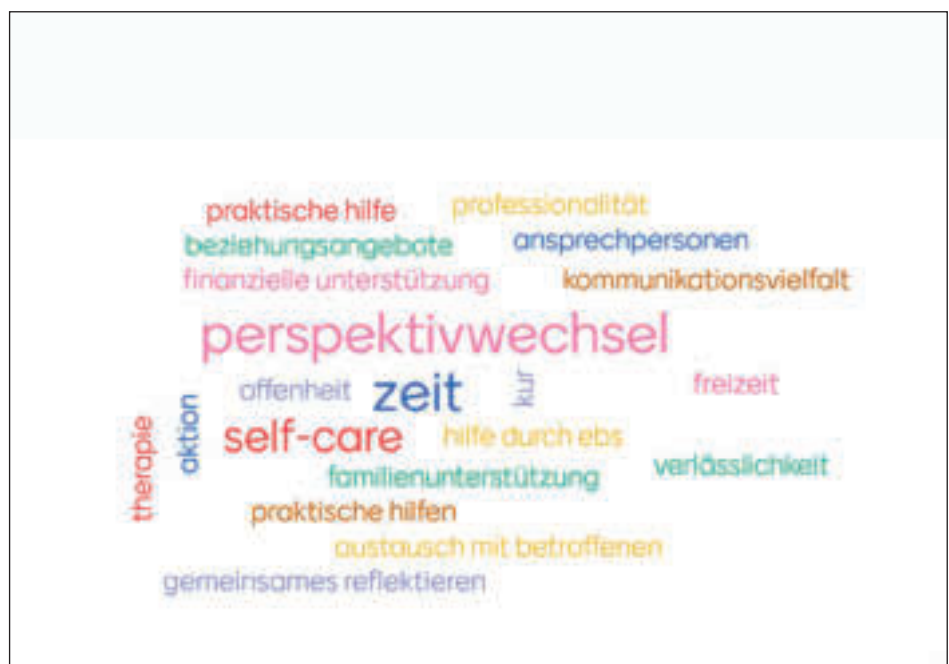 praktische hilfe
professionalität
beziehungsangebote
ansprechpersonen
finanzielle unterstützung
kommunikationsvielfalt
perspektivwechsel
offenheit
zeit
kur
freizeit
therapie
aktion
self-care
hilfe durch ebs
familienunterstützung
verlässlichkeit
praktische hilfen
austausch mit betroffenen
gemeinsames reflektieren